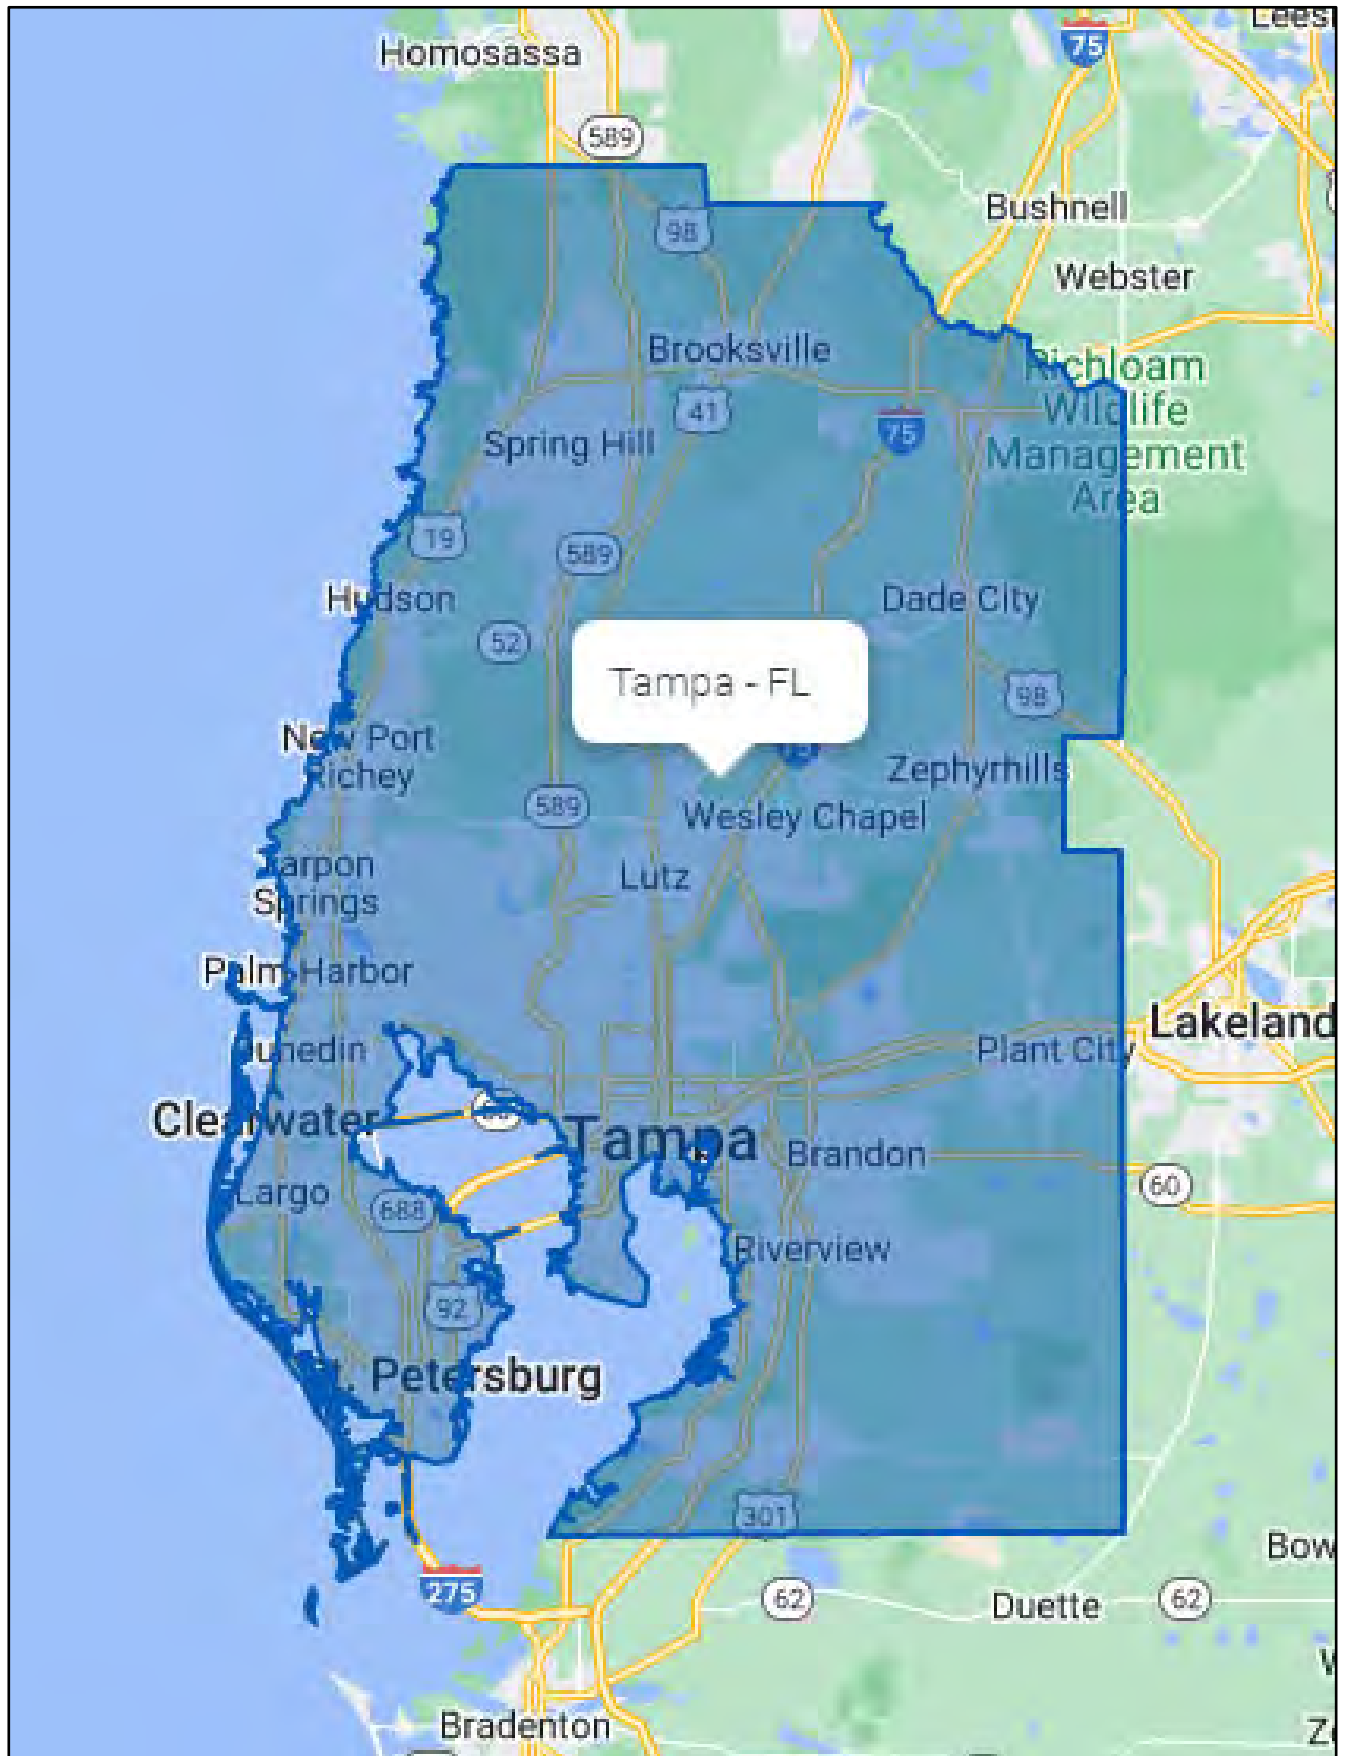 Homosassa
75
589
Bushnell
98
Webster
Brooksville
Richloam
Wildlife
Management
Area
41
75
Spring Hill
19
589
Hudson
Dade City
52
Tampa - FL
98
New Port
Richey
Zephyrhills
589
Wesley Chapel
Tarpon
Springs
Lutz
Palm Harbor
Lakeland
Dunedin
Plant City
Clearwater
Tampa
Brandon
60
Largo
688
Riverview
92
St. Petersburg
301
275
62
Duette
62
Bradenton